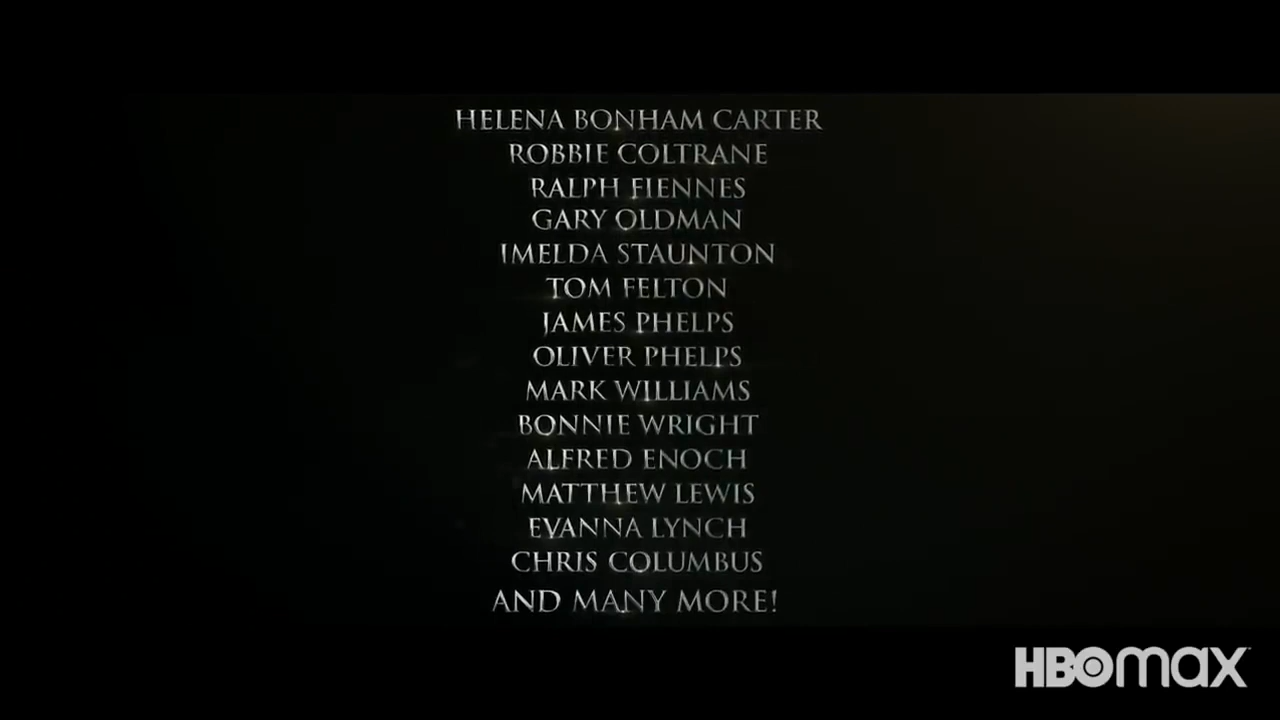 HELENA BONHAM CARTER
ROBBIE COLTRANE
RALPH FIENNES
GARY OLDMAN
IMELDA STAUNTON
TOM FELTON
JAMES PHELPS
OLIVER PHELPS
MARK WILLIAMS
BONNIE WRIGHT
ALFRED ENOCH
MATTHEW LEWIS
EVANNA LYNCH
CHRIS COLUMBUS
AND MANY MORE!
HBOmax